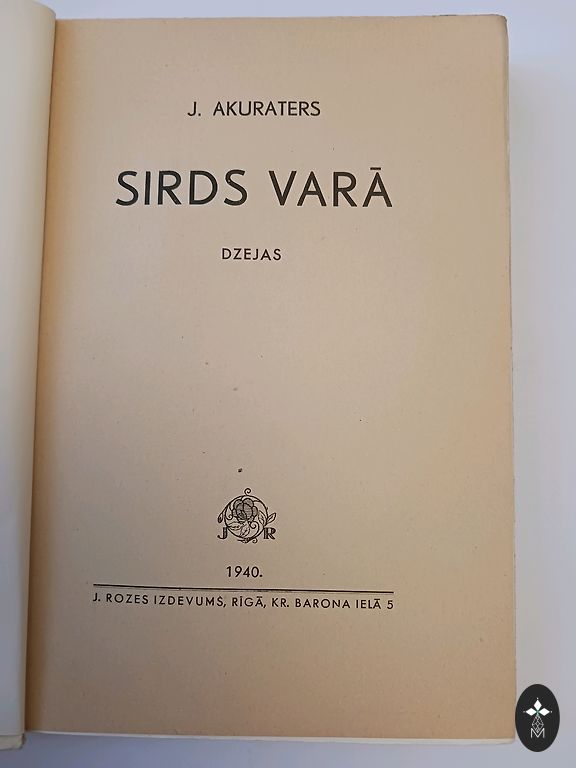 J. AKURATERS
SIRDS VARĀ
DZEJAS
J R
1940.
J. ROZES IZDEVUMS, RĪGĀ, KR. BARONA IELĀ 5
M